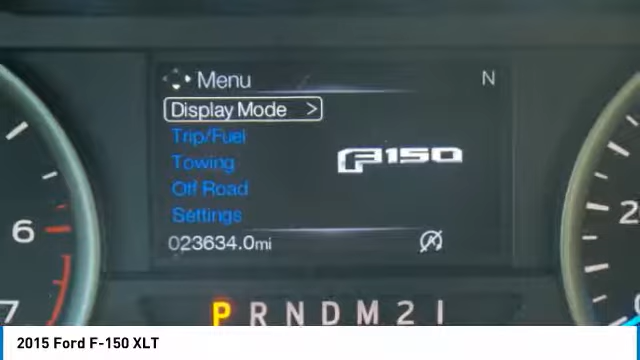 Menu N
Display Mode >
Trip/Fuel
Towing
F150
Off Road
Settings
023634.0mi
6
2
7
0
P R N D M 2 1
2015 Ford F-150 XLT